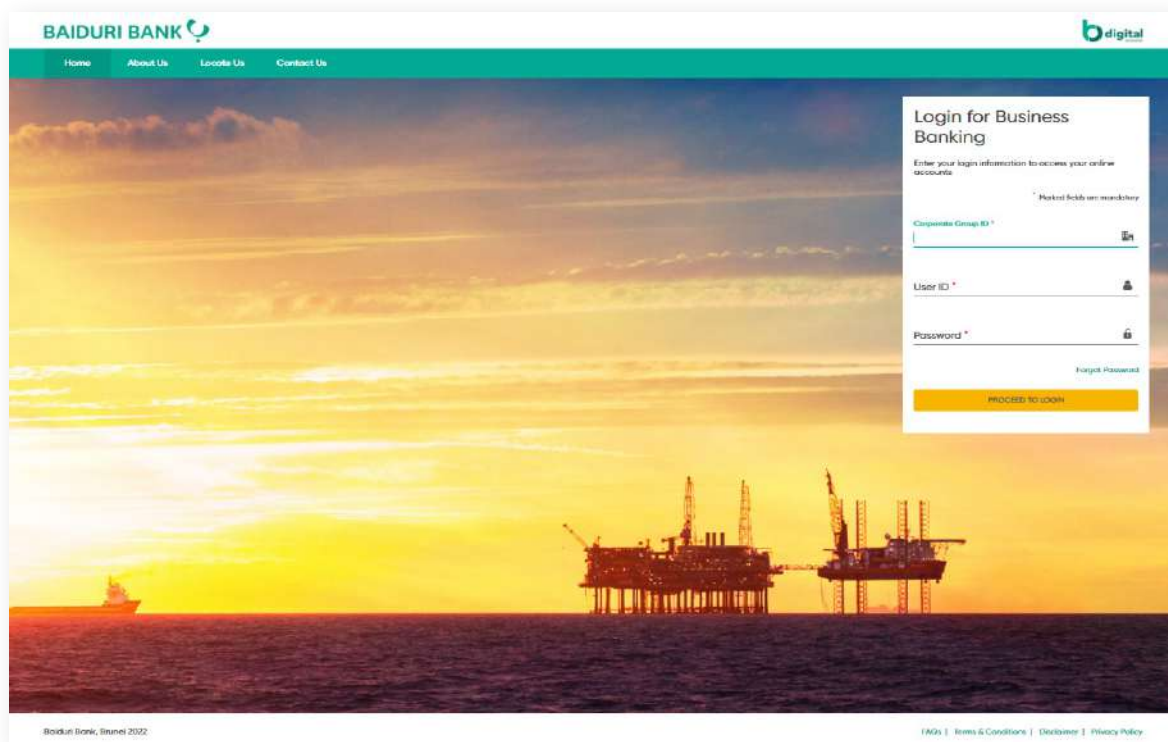 BAIDURI BANK
digital
Home About Us Locate Us Contact Us
Login for Business
Banking
Enter your login information to access your online
accounts
* Marked fields are mandatory
Corporate Group ID *
User ID *
Password *
Forgot Password
PROCEED TO LOGIN
Baiduri Bank, Brunei 2022
FAQs | Terms & Conditions | Disclaimer | Privacy Policy